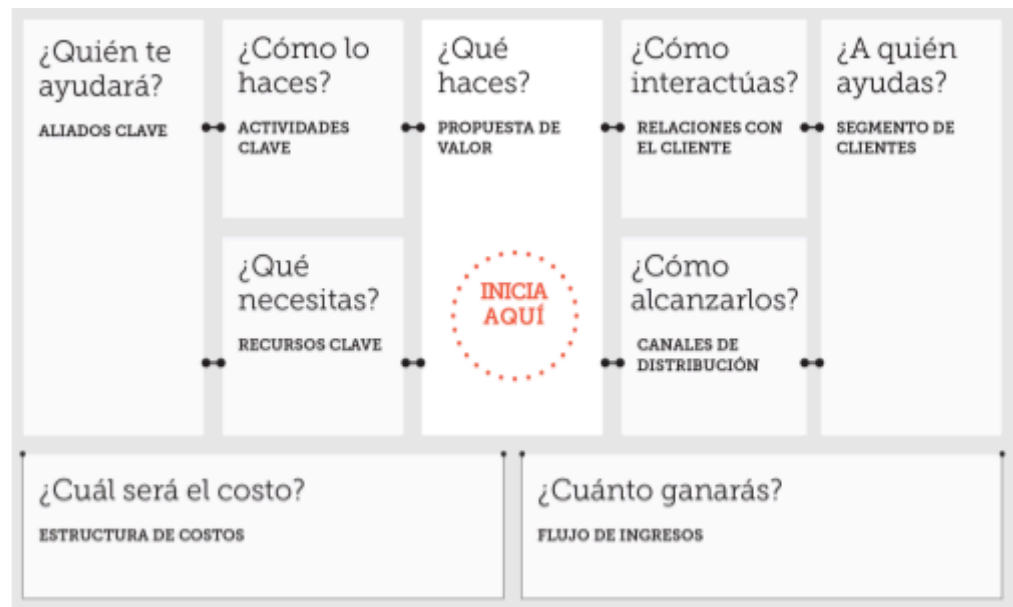 ¿Quién te
ayudará?
ALIADOS CLAVE
¿Cómo lo
haces?
ACTIVIDADES
CLAVE
¿Qué
necesitas?
RECURSOS CLAVE
¿Qué
haces?
PROPUESTA DE
VALOR
INICIA
AQUÍ
¿Cómo
interactúas?
RELACIONES CON
EL CLIENTE
¿Cómo
alcanzarlos?
CANALES DE
DISTRIBUCIÓN
¿A quién
ayudas?
SEGMENTO DE
CLIENTES
¿Cuál será el costo?
ESTRUCTURA DE COSTOS
¿Cuánto ganarás?
FLUJO DE INGRESOS